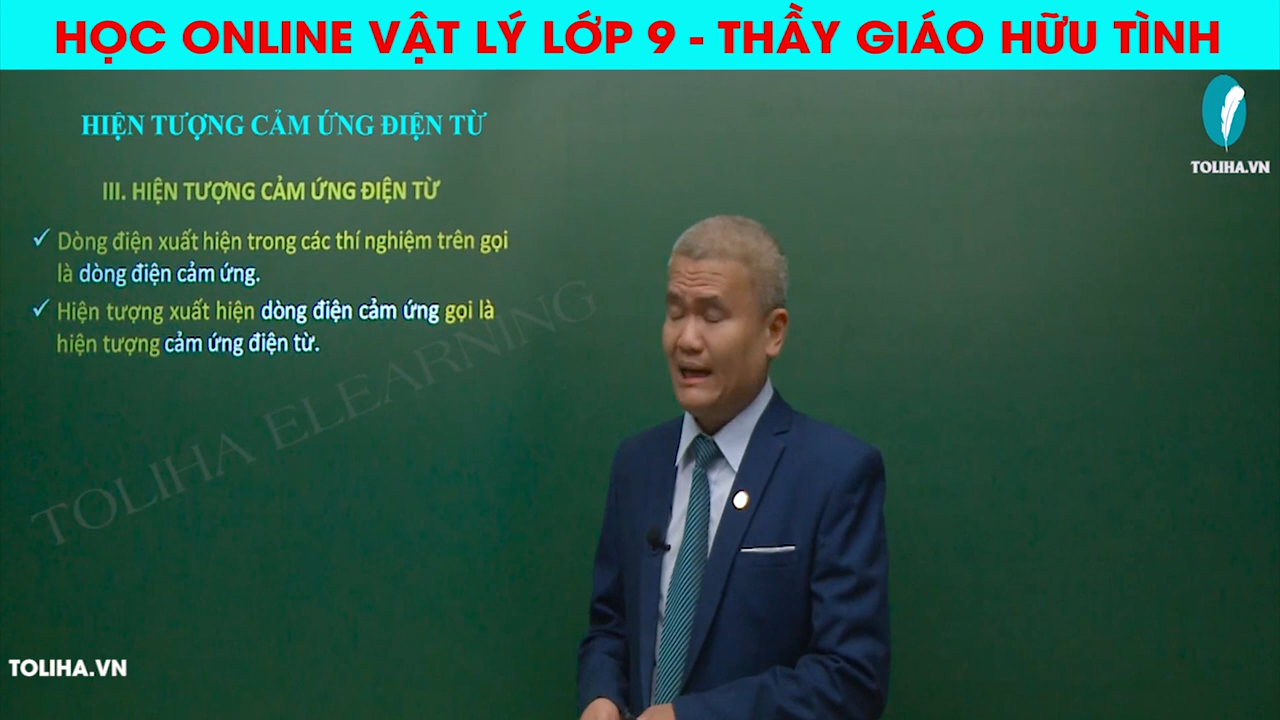 HỌC ONLINE VẬT LÝ LỚP 9 - THẦY GIÁO HỮU TÌNH
HIỆN TƯỢNG CẢM ỨNG ĐIỆN TỪ
TOLIHA.VN
III. HIỆN TƯỢNG CẢM ỨNG ĐIỆN TỪ
✓ Dòng điện xuất hiện trong các thí nghiệm trên gọi
là dòng điện cảm ứng.
✓ Hiện tượng xuất hiện dòng điện cảm ứng gọi là
hiện tượng cảm ứng điện từ.
TOLIHA ELEARNING
TOLIHA.VN